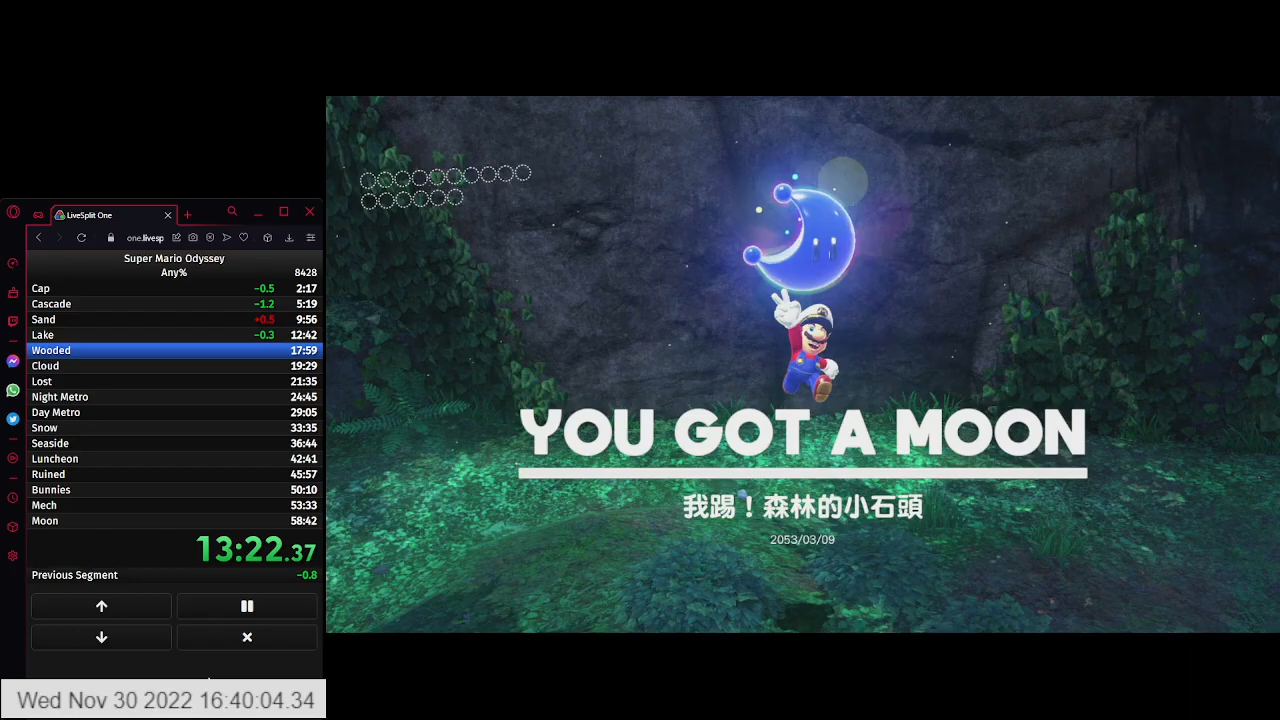 LiveSplit One
one.livesp
Super Mario Odyssey
Any% 8428
Cap −0.5 2:17
Cascade −1.2 5:19
Sand +0.5 9:56
Lake −0.3 12:42
Wooded 17:59
Cloud 19:29
Lost 21:35
Night Metro 24:45
Day Metro 29:05
Snow 33:35
Seaside 36:44
Luncheon 42:41
Ruined 45:57
Bunnies 50:10
Mech 53:33
Moon 58:42
13:22.37
Previous Segment −0.8
Wed Nov 30 2022 16:40:04.34
YOU GOT A MOON
我踢！森林的小石頭
2053/03/09